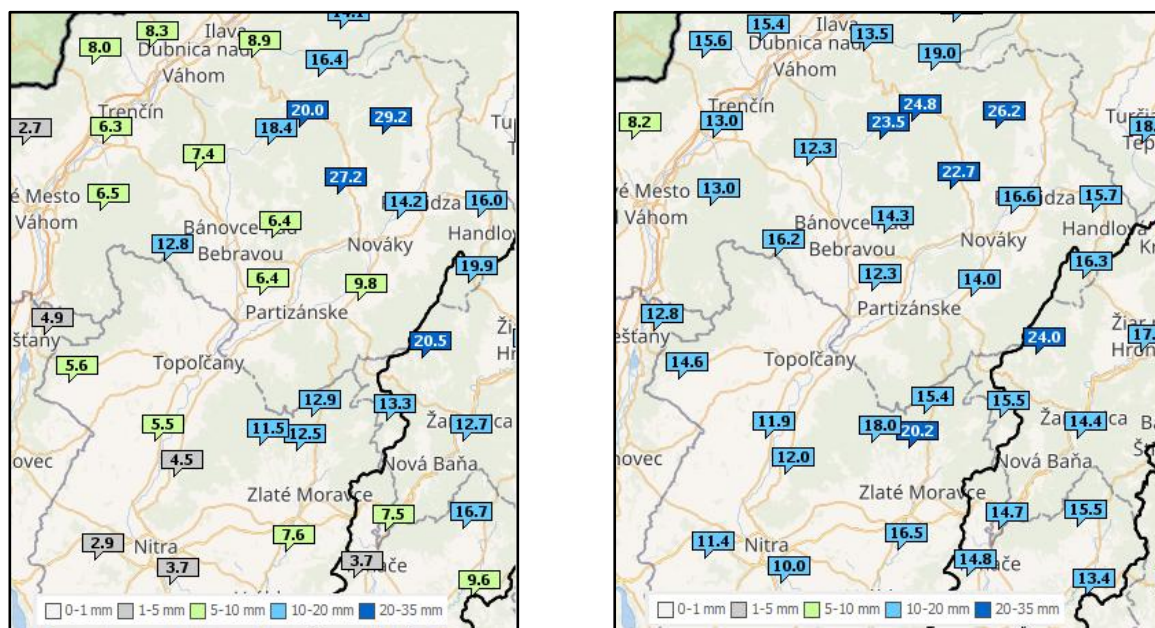 14.1
8.3 Ilava
8.0 Dubnica nad 8.9
Váhom 16.4
Trenčín 20.0 29.2
2.7 6.3 18.4
7.4
27.2
é Mesto 6.5 14.2 dza 16.0
Váhom 6.4
Bánovce nad
12.8 Bebravou Nováky Handlov
6.4 9.8 19.9
Partizánske
4.9
šťany 20.5
5.6 Topoľčany
12.9 13.3
5.5 11.5 12.5 12.7
ovec 4.5 Nová Baňa
Zlaté Moravce
7.5 16.7
2.9 Nitra 7.6
3.7 3.7 če
9.6
0-1 mm 1-5 mm 5-10 mm 10-20 mm 20-35 mm
15.4 Ilava
15.6 Dubnica nad 13.5
Váhom 19.0
Trenčín 24.8 26.2
8.2 13.0 23.5
12.3
22.7
vé Mesto 13.0 16.6 dza 15.7
d Váhom 14.3
Bánovce nad
16.2 Bebravou Nováky Handlová
12.3 14.0 16.3
Partizánske
12.8
šťany 24.0
14.6 Topoľčany
15.4 15.5
11.9 18.0 20.2 14.4
ovec 12.0 Nová Baňa
Zlaté Moravce
14.7 15.5
11.4 Nitra 16.5
10.0 14.8 če
13.4
0-1 mm 1-5 mm 5-10 mm 10-20 mm 20-35 mm